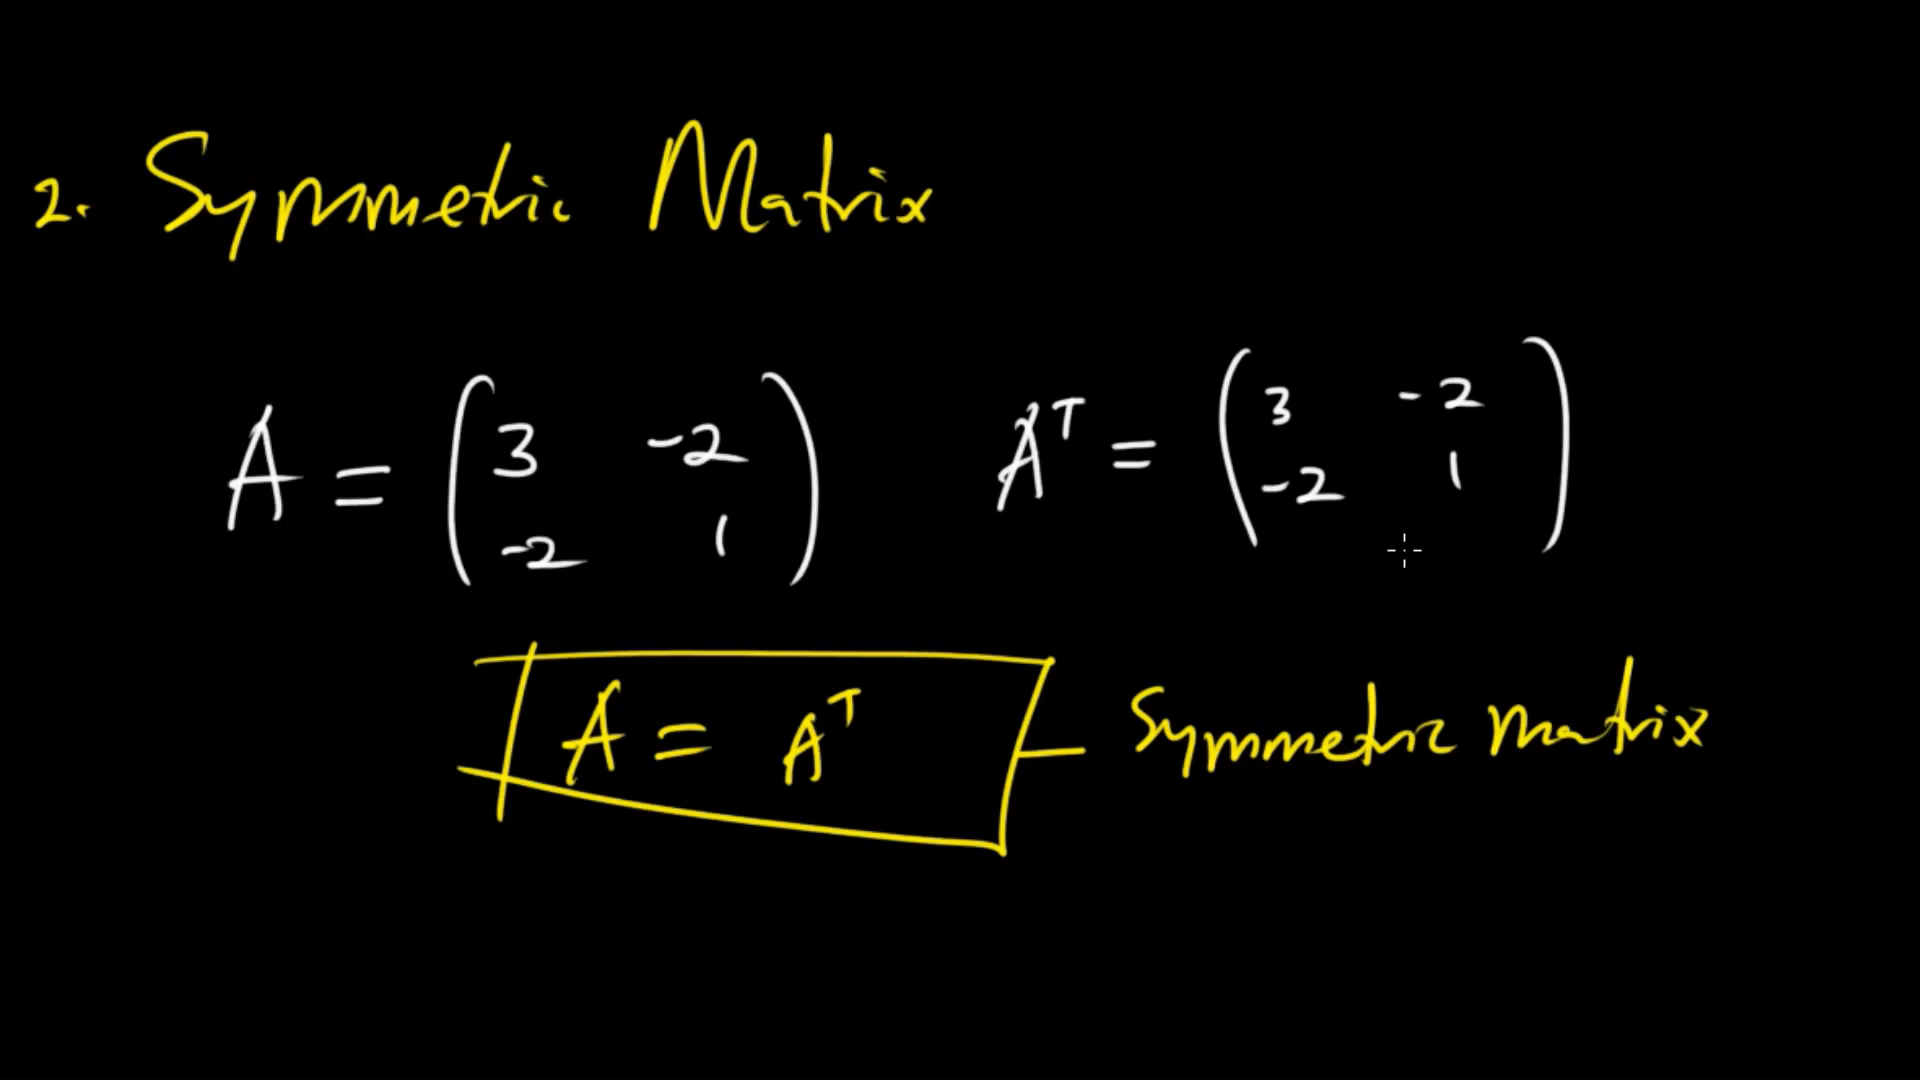 2. Symmetric Matrix
A = ( 3 -2 -2 1 ) A^T = ( 3 -2 -2 1 )
A = A^T - Symmetric Matrix